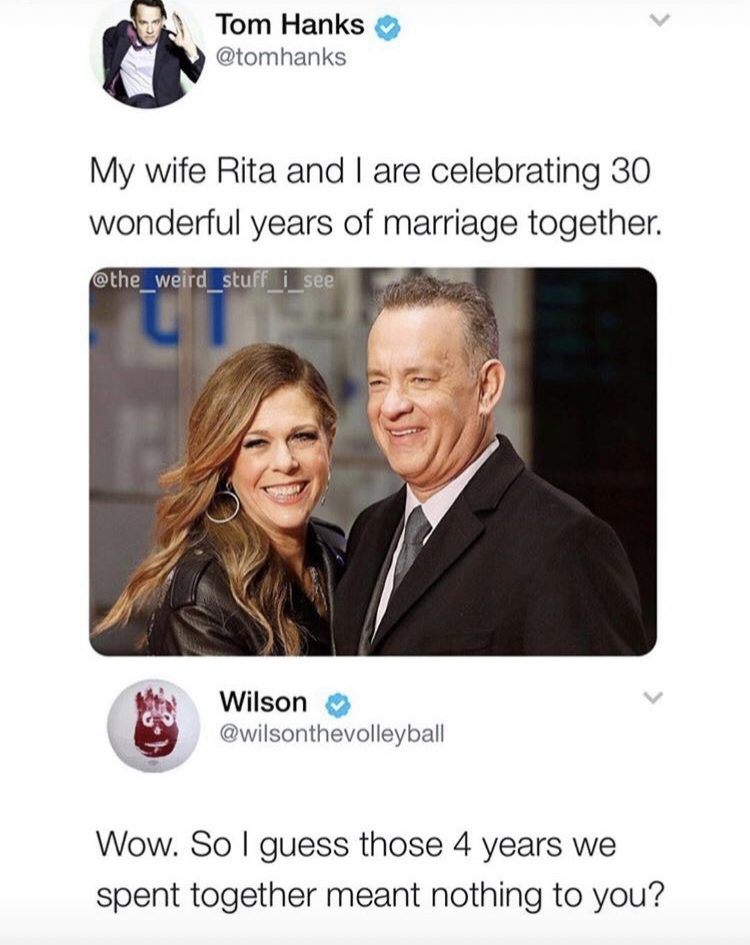 Tom Hanks
@tomhanks
My wife Rita and I are celebrating 30
wonderful years of marriage together.
@the_weird_stuff_i_see
Wilson
@wilsonthevolleyball
Wow. So I guess those 4 years we
spent together meant nothing to you?